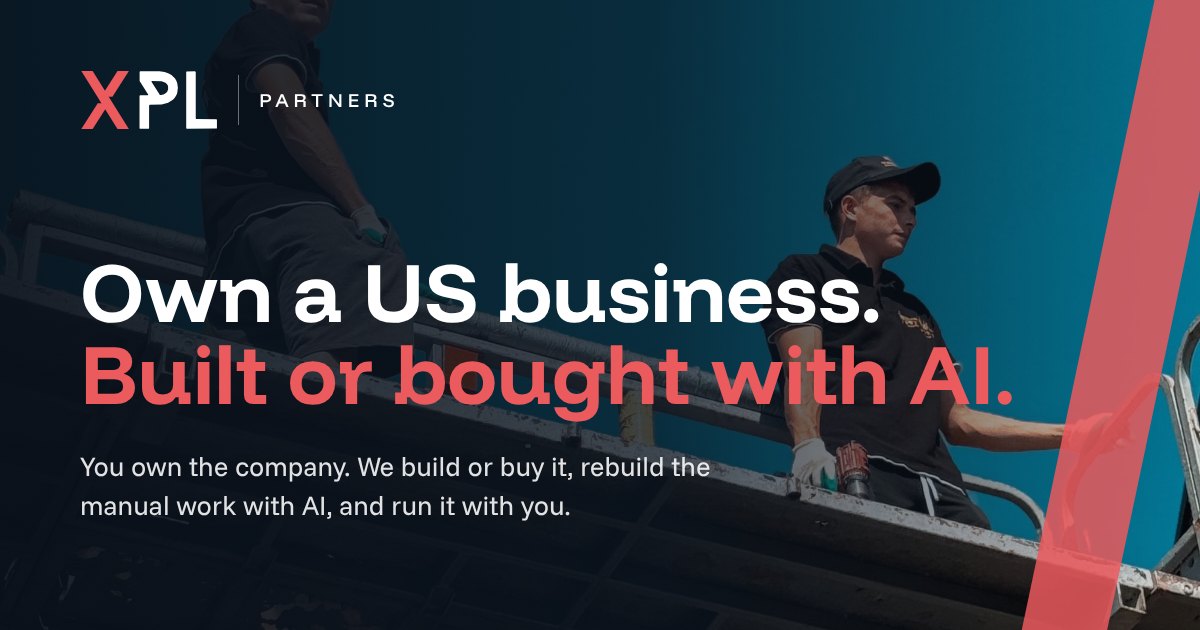 XPL | PARTNERS
Own a US business.
Built or bought with AI.
You own the company. We build or buy it, rebuild the
manual work with AI, and run it with you.